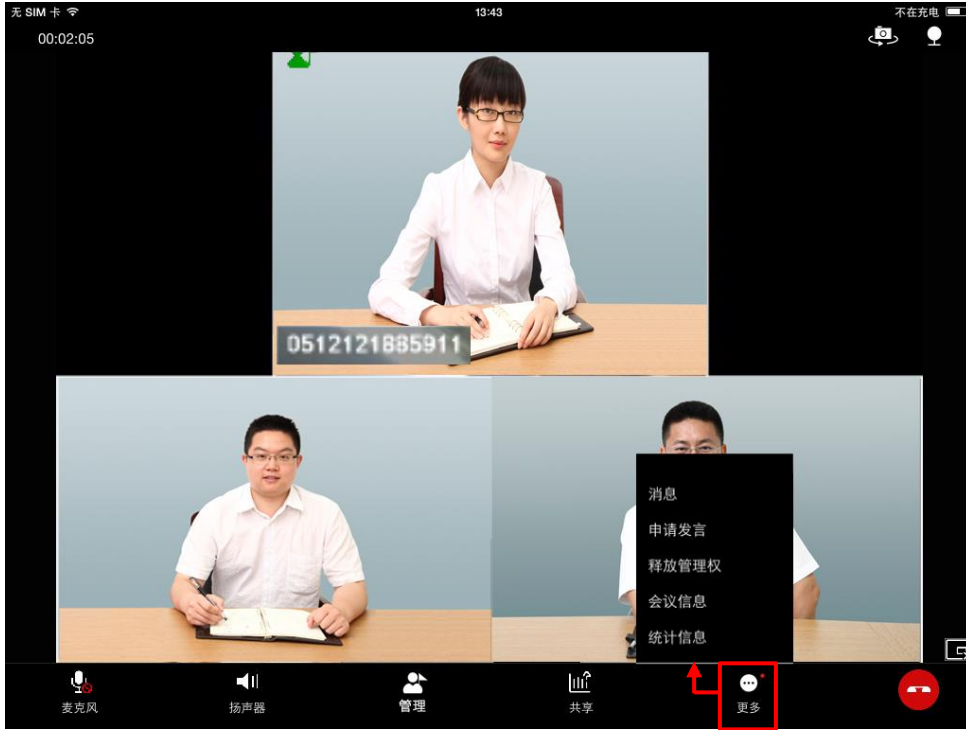 无 SIM 卡
13:43
不在充电
00:02:05
0512121885911
消息
申请发言
释放管理权
会议信息
统计信息
麦克风
扬声器
管理
共享
更多